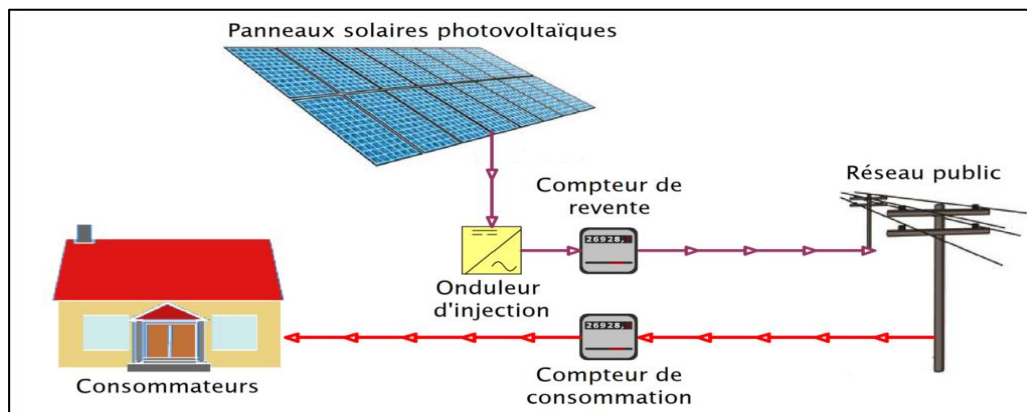 Panneaux solaires photovoltaïques
Réseau public
Compteur de
revente
26928,
Onduleur
d'injection
26928,
Consommateurs
Compteur de
consommation